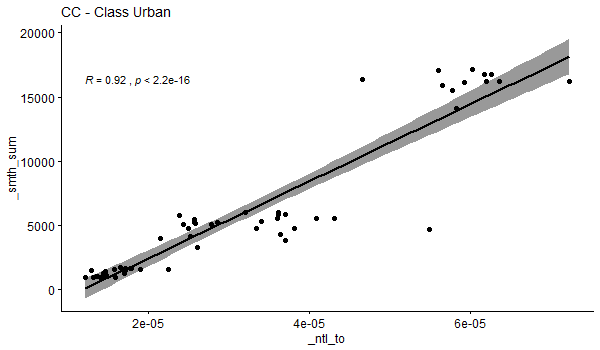 CC - Class Urban
20000
R = 0.92 , p < 2.2e-16
15000
_smth_sum
10000
5000
0
2e-05 4e-05 6e-05
_ntl_to